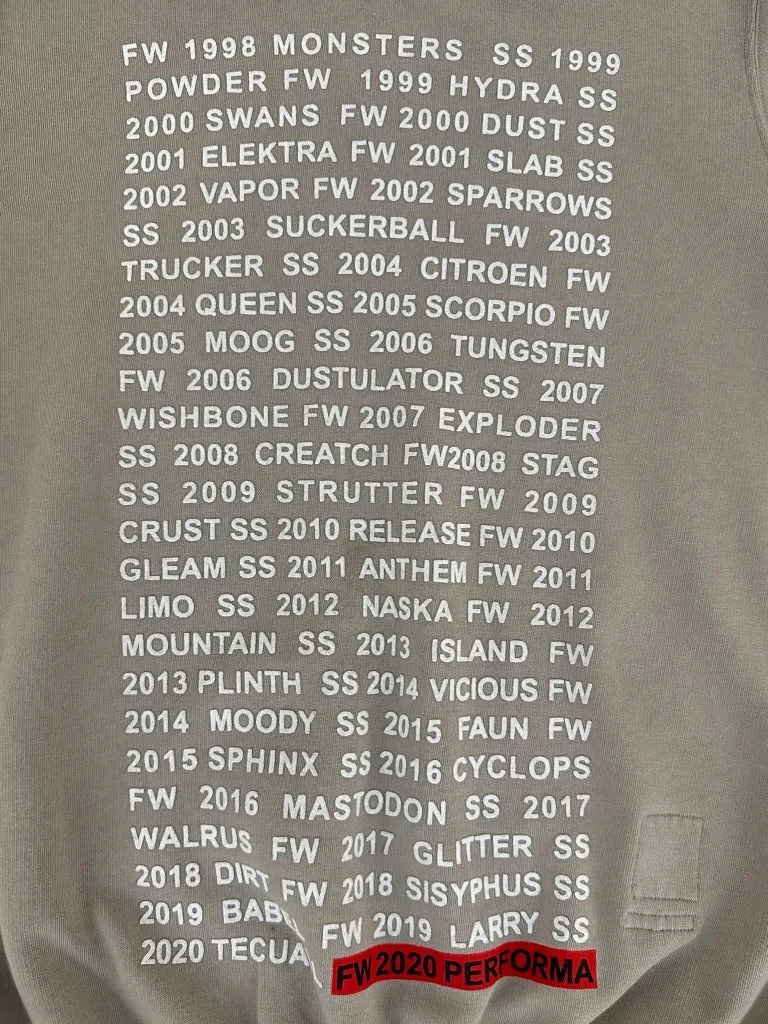 FW 1998 MONSTERS SS 1999
POWDER FW 1999 HYDRA SS
2000 SWANS FW 2000 DUST SS
2001 ELEKTRA FW 2001 SLAB SS
2002 VAPOR FW 2002 SPARROWS
SS 2003 SUCKERBALL FW 2003
TRUCKER SS 2004 CITROEN FW
2004 QUEEN SS 2005 SCORPIO FW
2005 MOOG SS 2006 TUNGSTEN
FW 2006 DUSTULATOR SS 2007
WISHBONE FW 2007 EXPLODER
SS 2008 CREATCH FW2008 STAG
SS 2009 STRUTTER FW 2009
CRUST SS 2010 RELEASE FW 2010
GLEAM SS 2011 ANTHEM FW 2011
LIMO SS 2012 NASKA FW 2012
MOUNTAIN SS 2013 ISLAND FW
2013 PLINTH SS 2014 VICIOUS FW
2014 MOODY SS 2015 FAUN FW
2015 SPHINX SS 2016 CYCLOPS
FW 2016 MASTODON SS 2017
WALRUS FW 2017 GLITTER SS
2018 DIRT FW 2018 SISYPHUS SS
2019 BABEL FW 2019 LARRY SS
2020 TECUATL FW 2020 PERFORMA